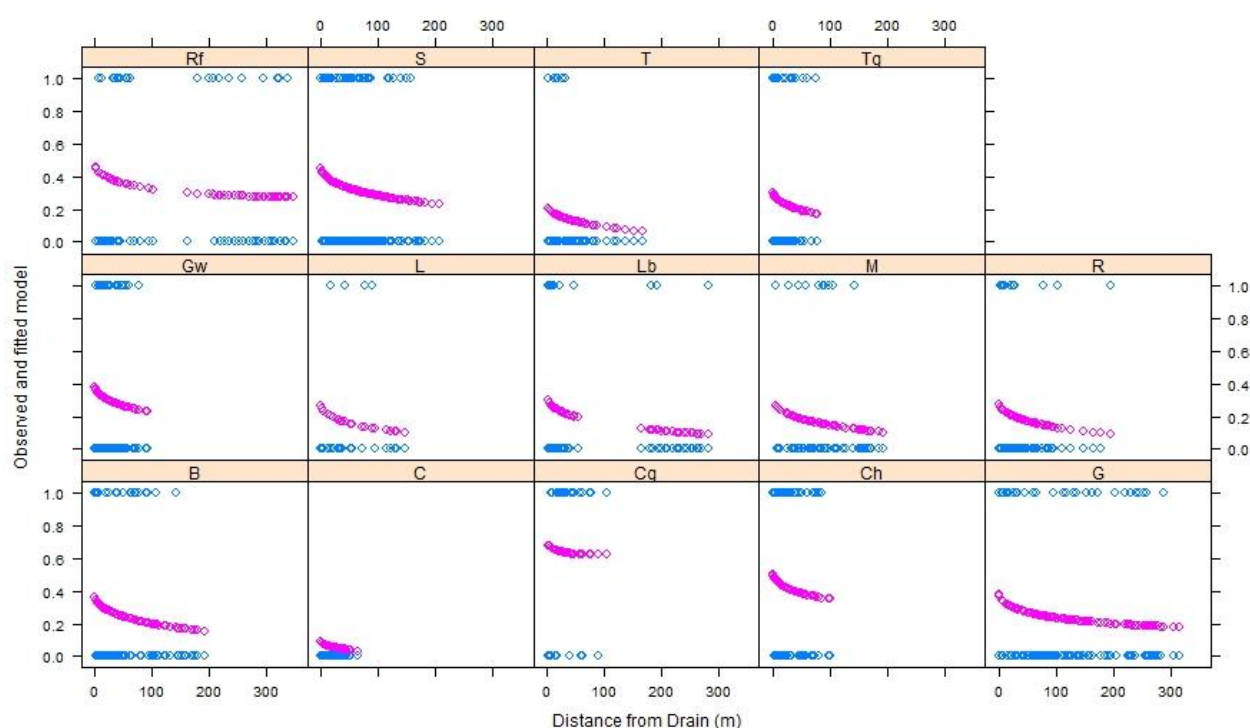 0 100 200 300 0 100 200 300
Rf S T Tq
1.0
0.8
0.6
0.4
0.2
0.0
Gw L Lb M R
1.0
0.8
0.6
0.4
0.2
0.0
B C Cq Ch G
1.0
0.8
0.6
0.4
0.2
0.0
0 100 200 300 0 100 200 300 0 100 200 300
Observed and fitted model
Distance from Drain (m)